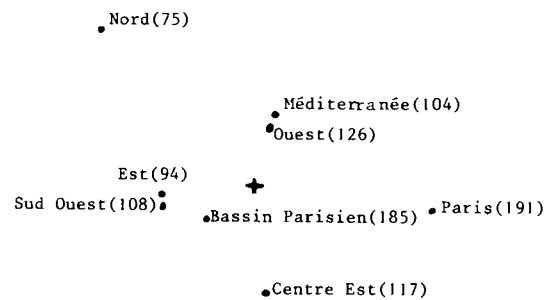 Nord(75)
Méditerranée(104)
Ouest(126)
Est(94)
Sud Ouest(108)
Bassin Parisien(185)
Paris(191)
Centre Est(117)